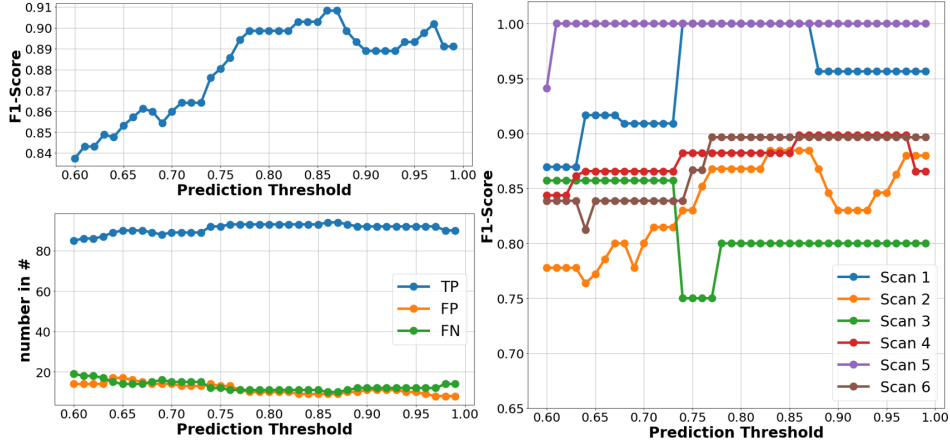 F1-Score
0.91
0.90
0.89
0.88
0.87
0.86
0.85
0.84
0.60 0.65 0.70 0.75 0.80 0.85 0.90 0.95 1.00
Prediction Threshold
number in #
80
60
40
20
TP
FP
FN
0.60 0.65 0.70 0.75 0.80 0.85 0.90 0.95 1.00
Prediction Threshold
F1-Score
1.00
0.95
0.90
0.85
0.80
0.75
0.70
0.65
Scan 1
Scan 2
Scan 3
Scan 4
Scan 5
Scan 6
0.60 0.65 0.70 0.75 0.80 0.85 0.90 0.95 1.00
Prediction Threshold